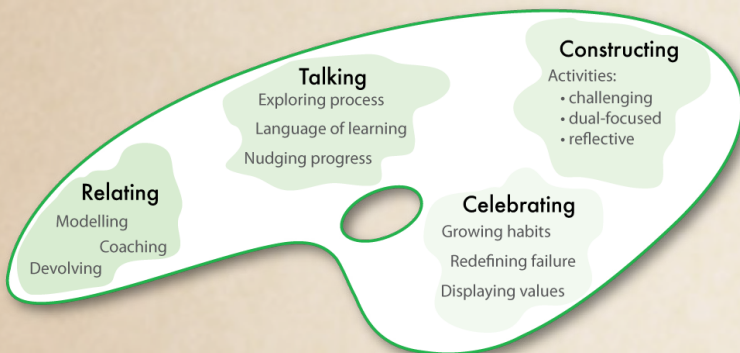 Relating
Modelling
Coaching
Devolving
Talking
Exploring process
Language of learning
Nudging progress
Constructing
Activities:
• challenging
• dual-focused
• reflective
Celebrating
Growing habits
Redefining failure
Displaying values